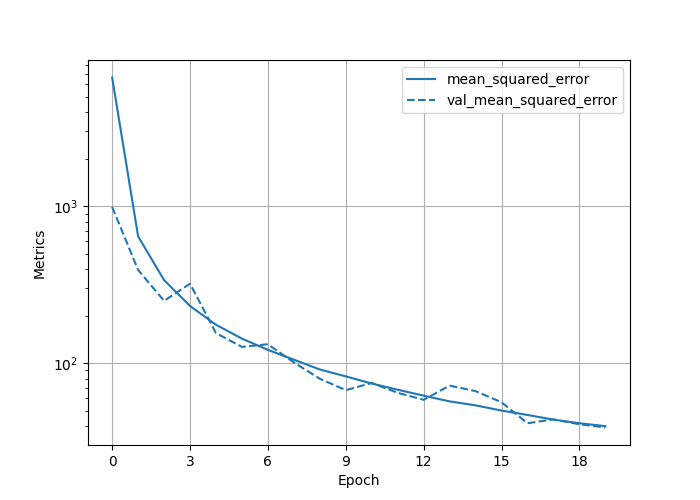 mean_squared_error
val_mean_squared_error
10³
10²
Metrics
0 3 6 9 12 15 18
Epoch